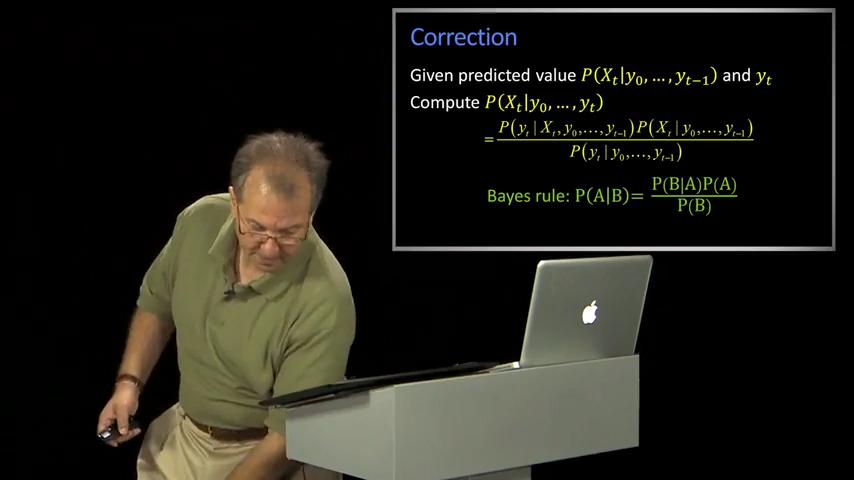 Correction
Given predicted value P(X_t|y_0, ..., y_{t-1}) and y_t
Compute P(X_t|y_0, ..., y_t)
= P(y_t | X_t, y_0, ..., y_{t-1}) P(X_t | y_0, ..., y_{t-1})
P(y_t | y_0, ..., y_{t-1})
Bayes rule: P(A|B)= P(B|A)P(A)
P(B)